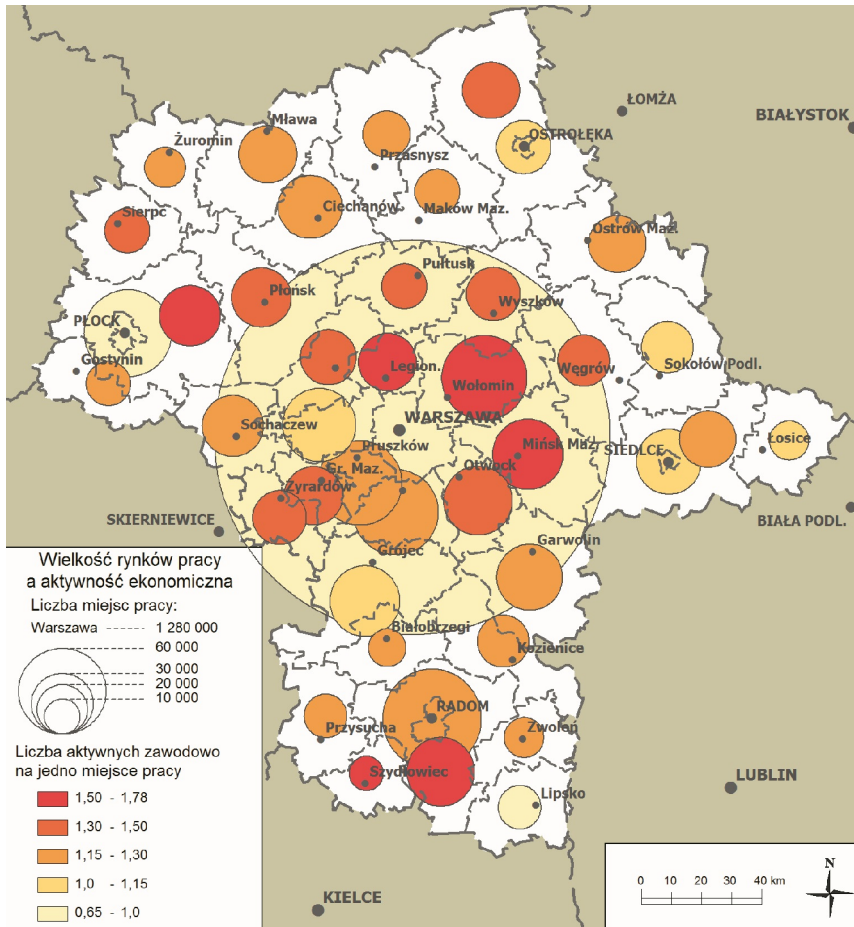 ŁOMŻA
BIAŁYSTOK
Mława
OSTROŁĘKA
Żuromin
Przasnysz
Sierpc
Ciechanów
Maków Maz.
Ostrów Maz.
Pułtusk
Płońsk
Wyszków
PŁOCK
Gostynin
Legion.
Węgrów
Sokołów Podl.
Wołomin
WARSZAWA
Sochaczew
Pruszków
Mińsk Maz.
SIEDLCE
Łosice
Gr. Maz.
Otwock
Żyrardów
SKIERNIEWICE
BIAŁA PODL.
Garwolin
Grójec
Białobrzegi
Kozienice
RADOM
Przysucha
Zwoleń
Szydłowiec
LUBLIN
Lipsko
KIELCE
Wielkość rynków pracy
a aktywność ekonomiczna
Liczba miejsc pracy:
Warszawa ------ 1 280 000
60 000
30 000
20 000
10 000
Liczba aktywnych zawodowo
na jedno miejsce pracy
1,50 - 1,78
1,30 - 1,50
1,15 - 1,30
1,0 - 1,15
0,65 - 1,0
N
0 10 20 30 40 km